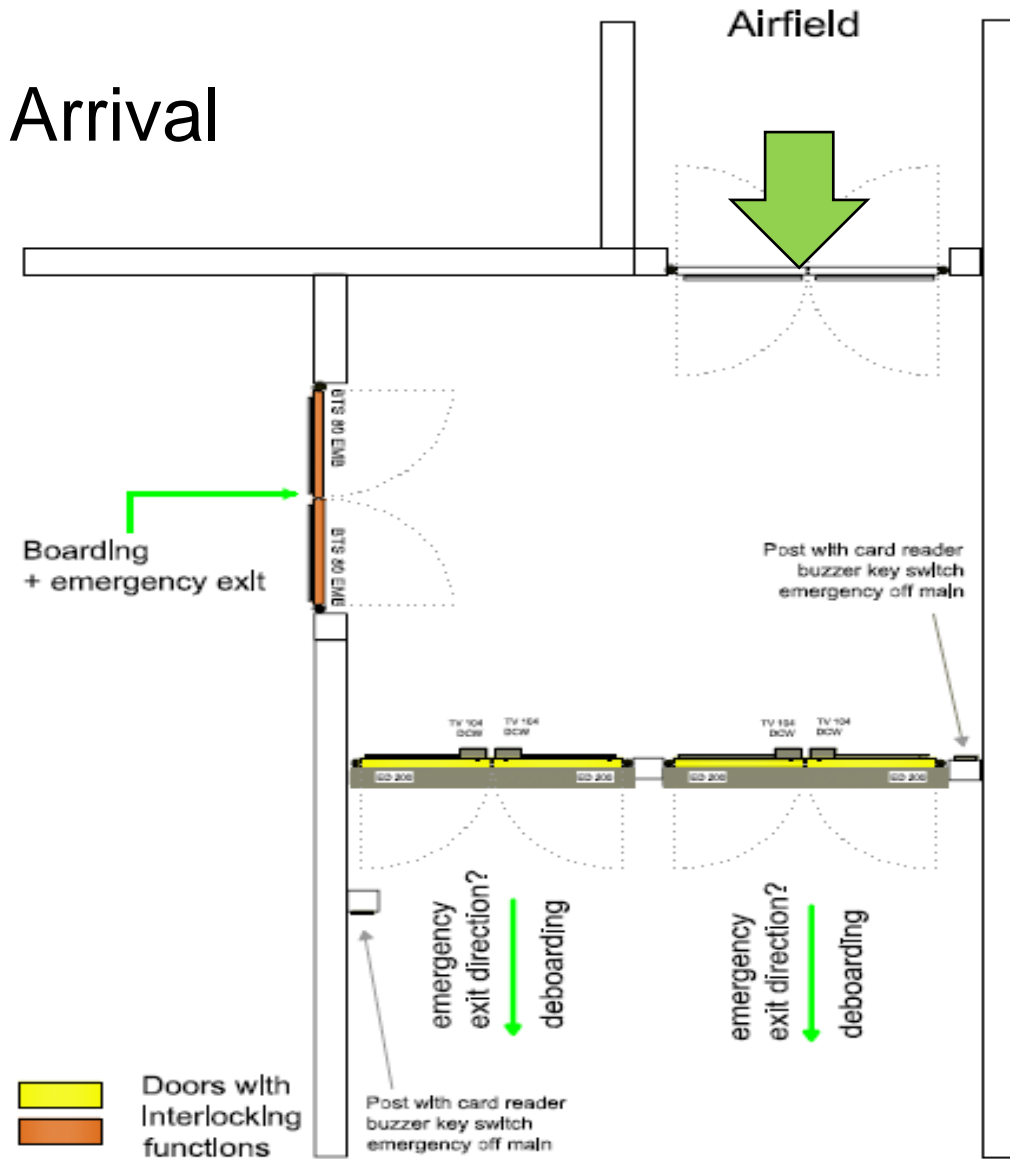 Airfield
Arrival
BTS 80 EMB
BTS 80 EMB
Boarding
+ emergency exit
Post with card reader
buzzer key switch
emergency off main
TV 104
DCW
TV 104
DCW
TV 104
DCW
TV 104
DCW
ED 200
ED 200
ED 200
ED 200
emergency
exit direction?
deboarding
emergency
exit direction?
deboarding
Doors with
Interlocking
functions
Post with card reader
buzzer key switch
emergency off main